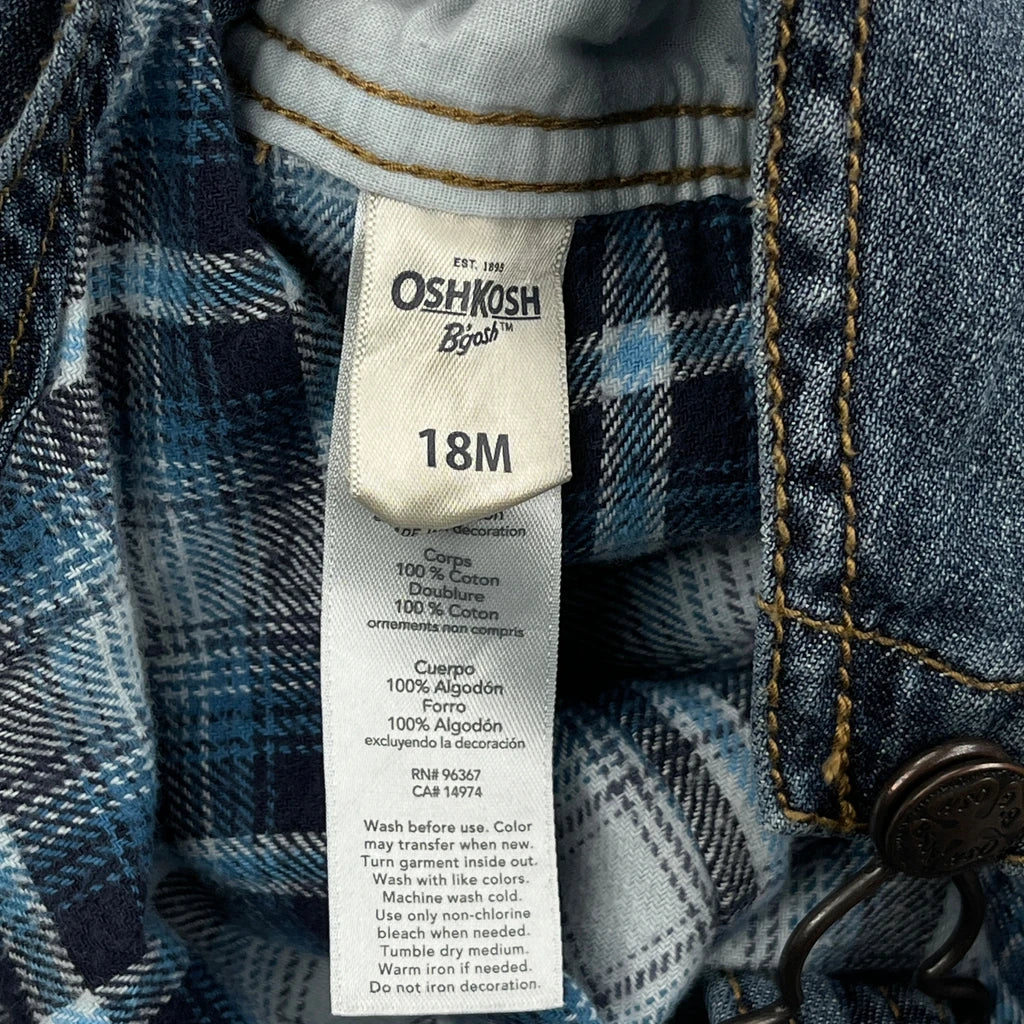 EST. 1895
OSHKOSH
B'gosh™
18M
decoration
Corps
100 % Coton
Doublure
100 % Coton
ornements non compris
Cuerpo
100% Algodón
Forro
100% Algodón
excluyendo la decoración
RN# 96367
CA# 14974
Wash before use. Color
may transfer when new.
Turn garment inside out.
Wash with like colors.
Machine wash cold.
Use only non-chlorine
bleach when needed.
Tumble dry medium.
Warm iron if needed.
Do not iron decoration.